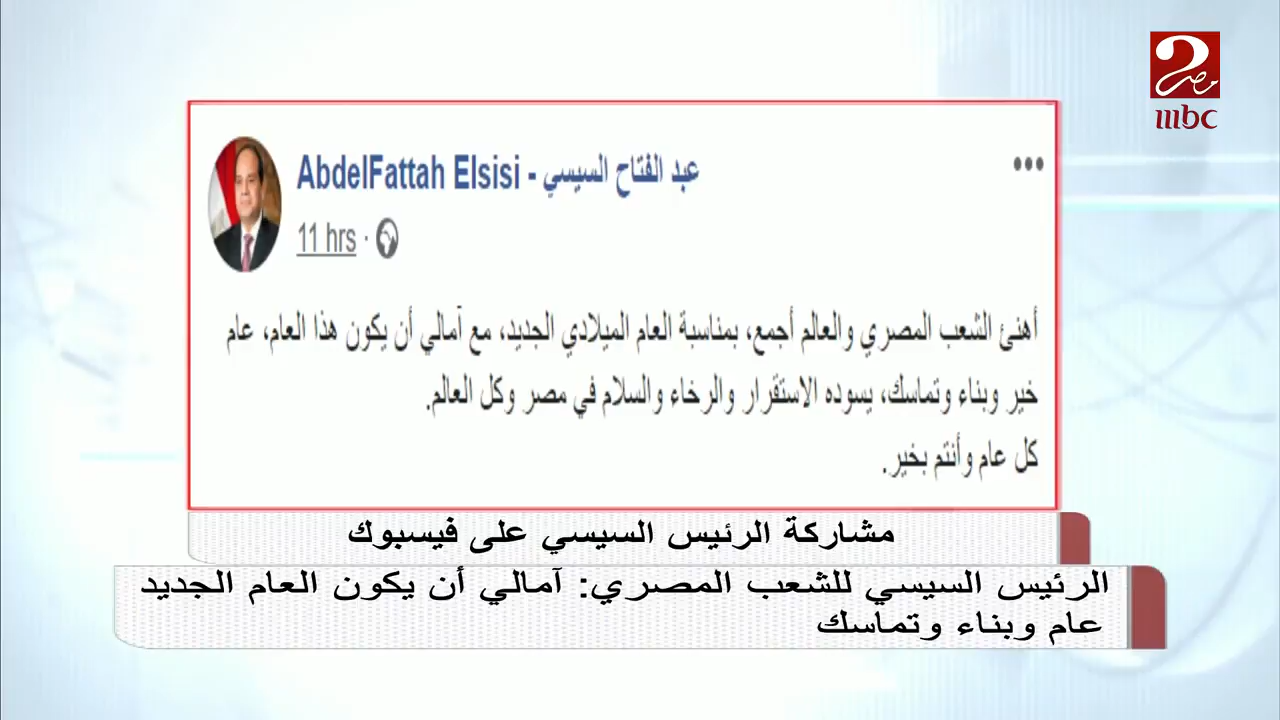 مصر
mbc
AbdelFattah Elsisi - عبد الفتاح السيسي
11 hrs ·
أهنئ الشعب المصري والعالم أجمع، بمناسبة العام الميلادي الجديد، مع آمالي أن يكون هذا العام، عام
خير وبناء وتماسك، يسوده الاستقرار والرخاء والسلام في مصر وكل العالم.
كل عام وأنتم بخير.
مشاركة الرئيس السيسي على فيسبوك
الرئيس السيسي للشعب المصري: آمالي أن يكون العام الجديد
عام وبناء وتماسك